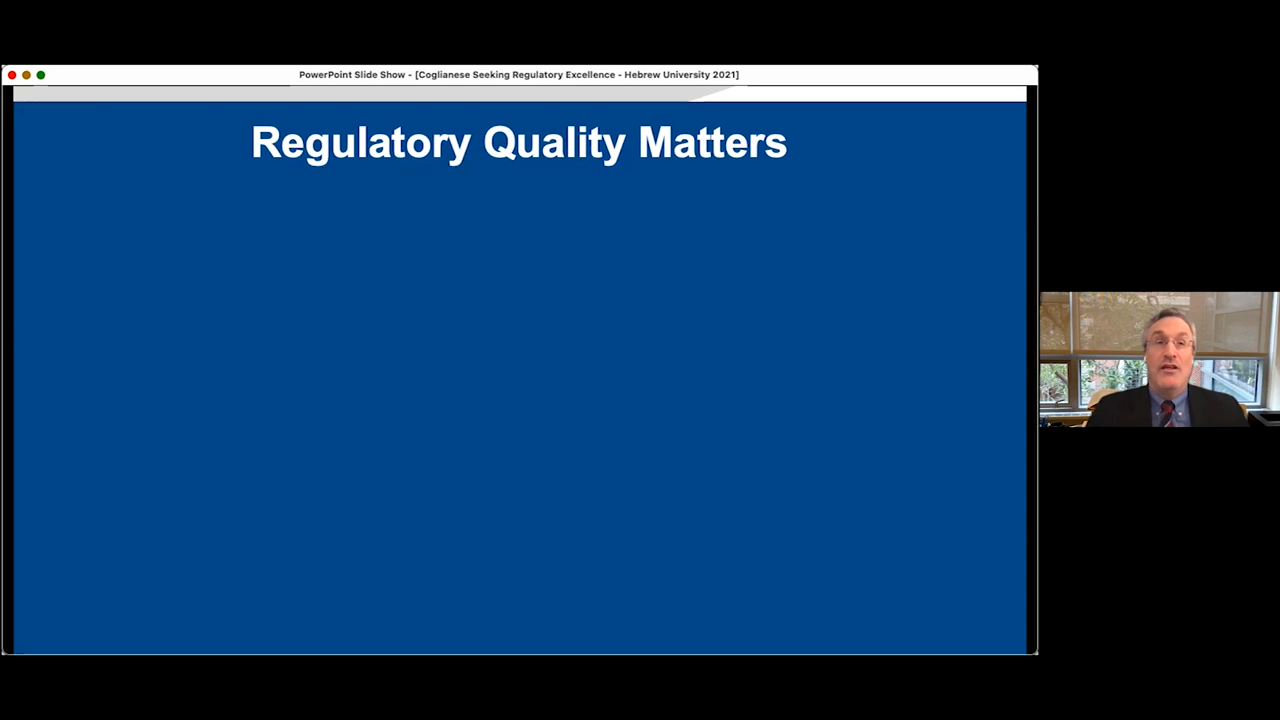 PowerPoint Slide Show - [Coglianese Seeking Regulatory Excellence - Hebrew University 2021]
Regulatory Quality Matters